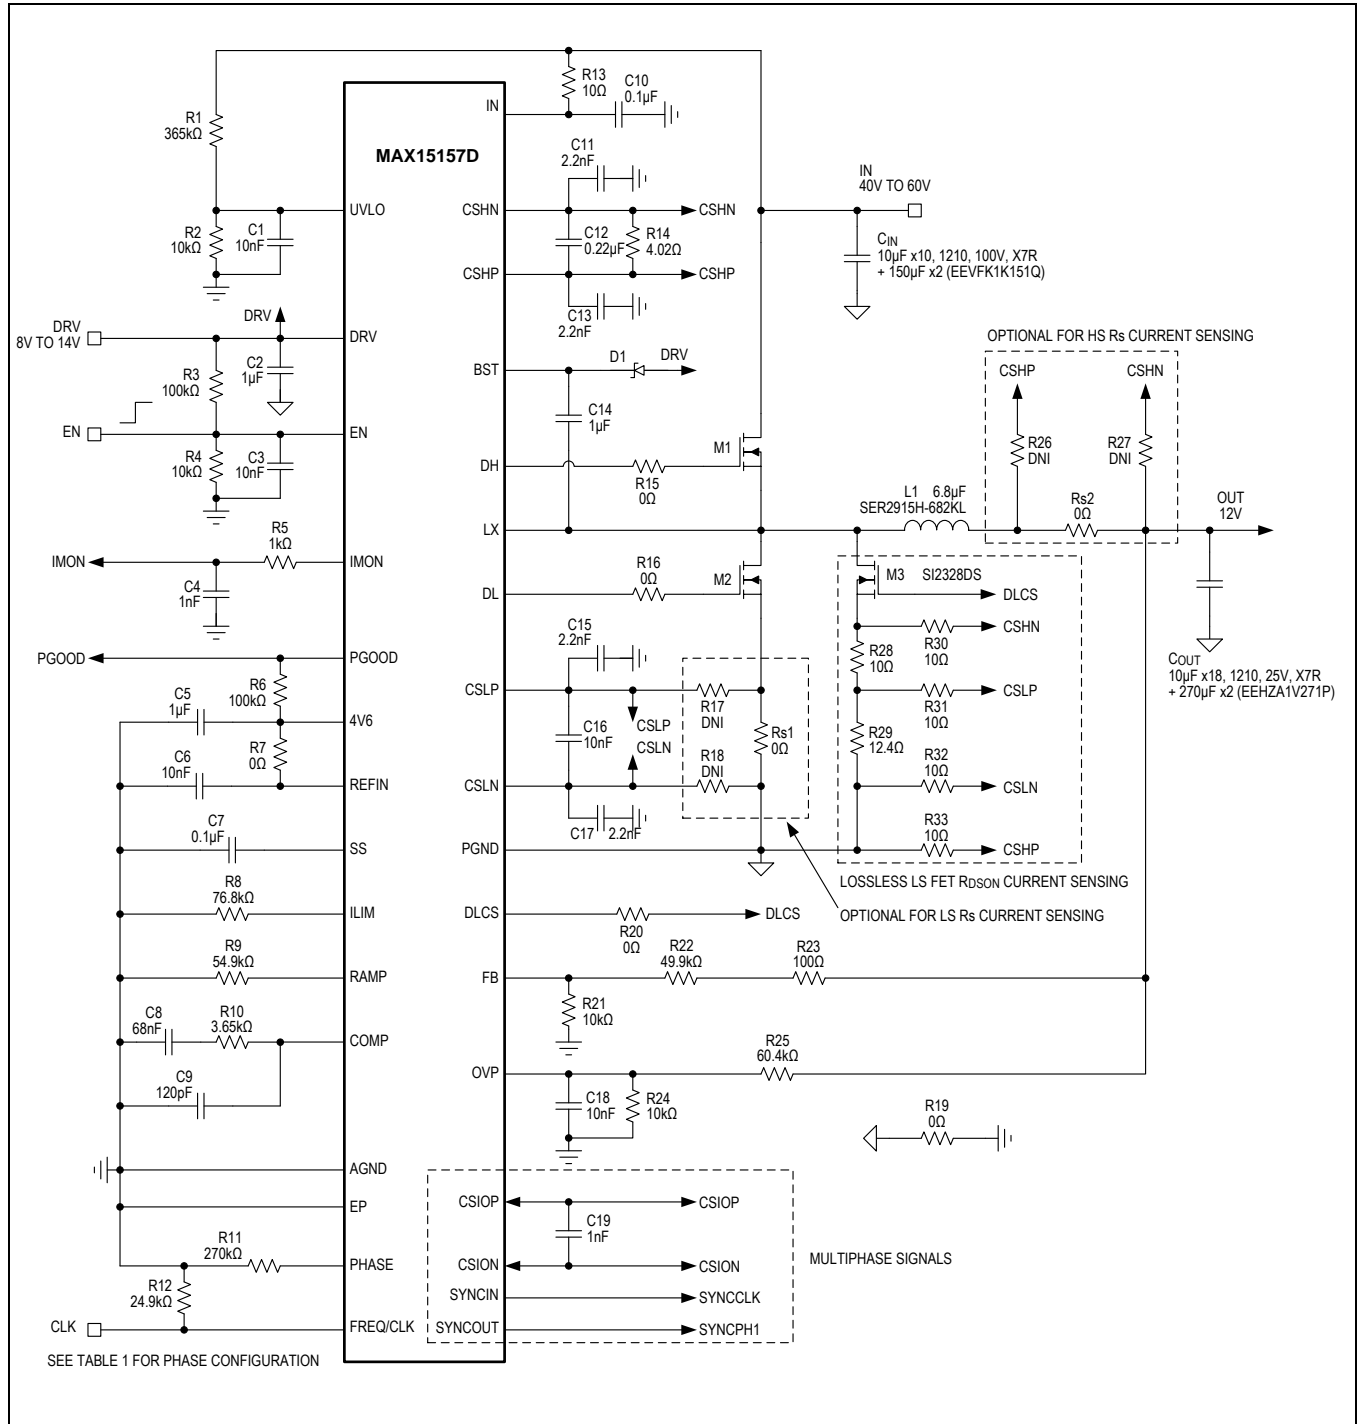 R13
10Ω
C10
0.1µF
R1
365kΩ
IN
MAX15157D
C11
2.2nF
IN
40V TO 60V
UVLO
CSHN
CSHN
R2
10kΩ
C1
10nF
C12
0.22µF
R14
4.02Ω
CIN
10µF x10, 1210, 100V, X7R
+ 150µF x2 (EEVFK1K151Q)
CSHP
CSHP
C13
2.2nF
DRV
DRV
8V TO 14V
DRV
OPTIONAL FOR HS Rs CURRENT SENSING
R3
100kΩ
C2
1µF
BST
D1
DRV
CSHP
CSHN
C14
1µF
EN
EN
R4
10kΩ
C3
10nF
M1
R26
DNI
R27
DNI
DH
R15
0Ω
L1 6.8µF
SER2915H-682KL
Rs2
0Ω
OUT
12V
R5
1kΩ
LX
IMON
IMON
C4
1nF
R16
0Ω
DL
M2
M3
SI2328DS
DLCS
CSHN
R28
10Ω
R30
10Ω
C15
2.2nF
PGOOD
PGOOD
COUT
10µF x18, 1210, 25V, X7R
+ 270µF x2 (EEHZA1V271P)
R6
100kΩ
CSLP
R17
DNI
R31
10Ω
CSLP
C5
1µF
4V6
C16
10nF
CSLP
CSLN
Rs1
0Ω
R29
12.4Ω
R7
0Ω
C6
10nF
R18
DNI
R32
10Ω
REFIN
CSLN
CSLN
C7
0.1µF
C17
2.2nF
R33
10Ω
SS
PGND
CSHP
R8
76.8kΩ
LOSSLESS LS FET RDSON CURRENT SENSING
ILIM
DLCS
R20
0Ω
DLCS
OPTIONAL FOR LS Rs CURRENT SENSING
R9
54.9kΩ
R22
49.9kΩ
R23
100Ω
RAMP
FB
C8
68nF
R10
3.65kΩ
R21
10kΩ
COMP
R25
60.4kΩ
C9
120pF
OVP
C18
10nF
R24
10kΩ
R19
0Ω
AGND
EP
CSIOP
CSIOP
C19
1nF
R11
270kΩ
MULTIPHASE SIGNALS
PHASE
CSION
CSION
R12
24.9kΩ
SYNCIN
SYNCCLK
CLK
FREQ/CLK
SYNCOUT
SYNCPH1
SEE TABLE 1 FOR PHASE CONFIGURATION